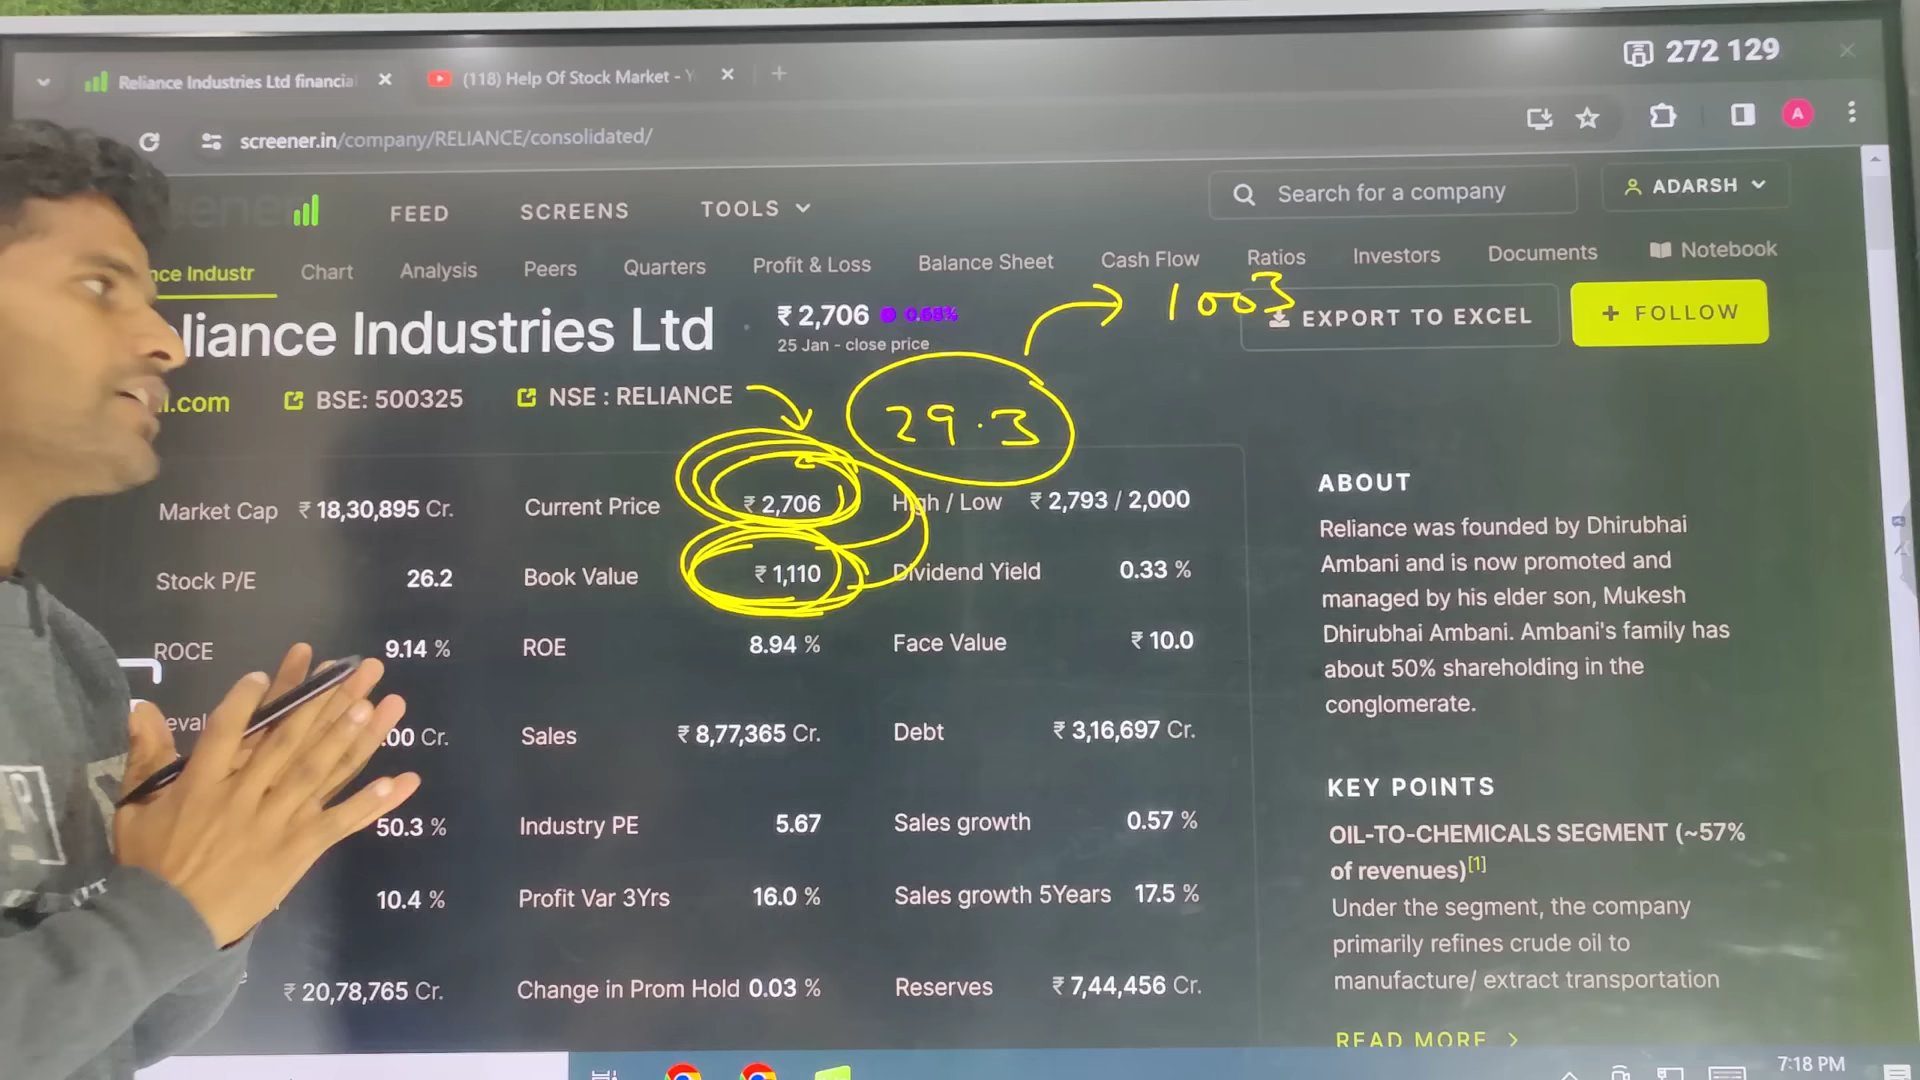 272 129
Reliance Industries Ltd financia
(118) Help Of Stock Market - Y
screener.in/company/RELIANCE/consolidated/
A
FEED SCREENS TOOLS
Search for a company
ADARSH
Chart Analysis Peers Quarters Profit & Loss Balance Sheet Cash Flow Ratios Investors Documents Notebook
nce Industr
1003
liance Industries Ltd
₹ 2,706 0.68%
25 Jan - close price
EXPORT TO EXCEL
+ FOLLOW
l.com
BSE: 500325
NSE : RELIANCE
29.3
Market Cap ₹ 18,30,895 Cr.
Current Price ₹ 2,706
High / Low ₹ 2,793 / 2,000
Stock P/E 26.2
Book Value ₹ 1,110
Dividend Yield 0.33 %
ROCE 9.14 %
ROE 8.94 %
Face Value ₹ 10.0
eval .00 Cr.
Sales ₹ 8,77,365 Cr.
Debt ₹ 3,16,697 Cr.
50.3 %
Industry PE 5.67
Sales growth 0.57 %
10.4 %
Profit Var 3Yrs 16.0 %
Sales growth 5Years 17.5 %
₹ 20,78,765 Cr.
Change in Prom Hold 0.03 %
Reserves ₹ 7,44,456 Cr.
ABOUT
Reliance was founded by Dhirubhai
Ambani and is now promoted and
managed by his elder son, Mukesh
Dhirubhai Ambani. Ambani's family has
about 50% shareholding in the
conglomerate.
KEY POINTS
OIL-TO-CHEMICALS SEGMENT (~57%
of revenues)[1]
Under the segment, the company
primarily refines crude oil to
manufacture/ extract transportation
READ MORE
7:18 PM